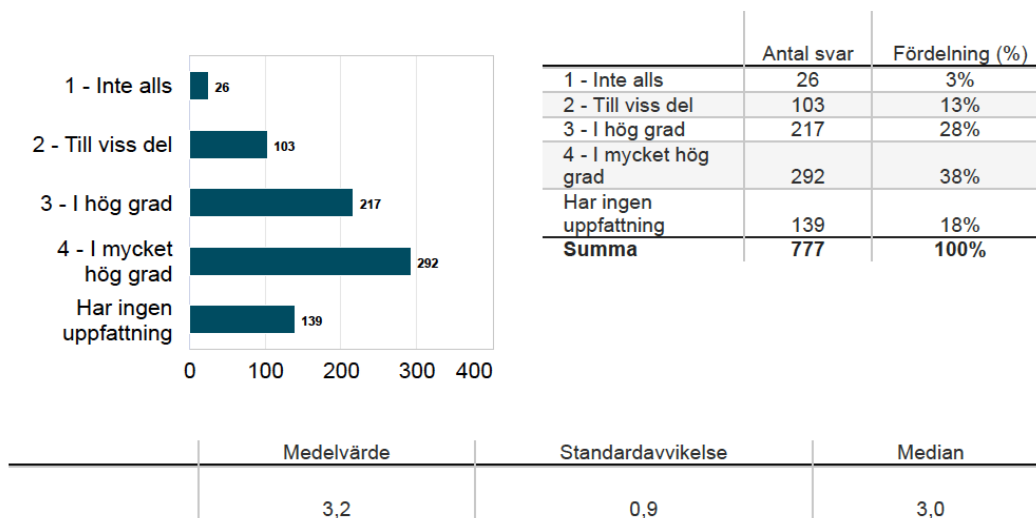 1 - Inte alls
26
2 - Till viss del
103
3 - I hög grad
217
4 - I mycket
hög grad
292
Har ingen
uppfattning
139
0 100 200 300 400
Antal svar Fördelning (%)
1 - Inte alls 26 3%
2 - Till viss del 103 13%
3 - I hög grad 217 28%
4 - I mycket hög
grad 292 38%
Har ingen
uppfattning 139 18%
Summa 777 100%
Medelvärde Standardavvikelse Median
3,2 0,9 3,0